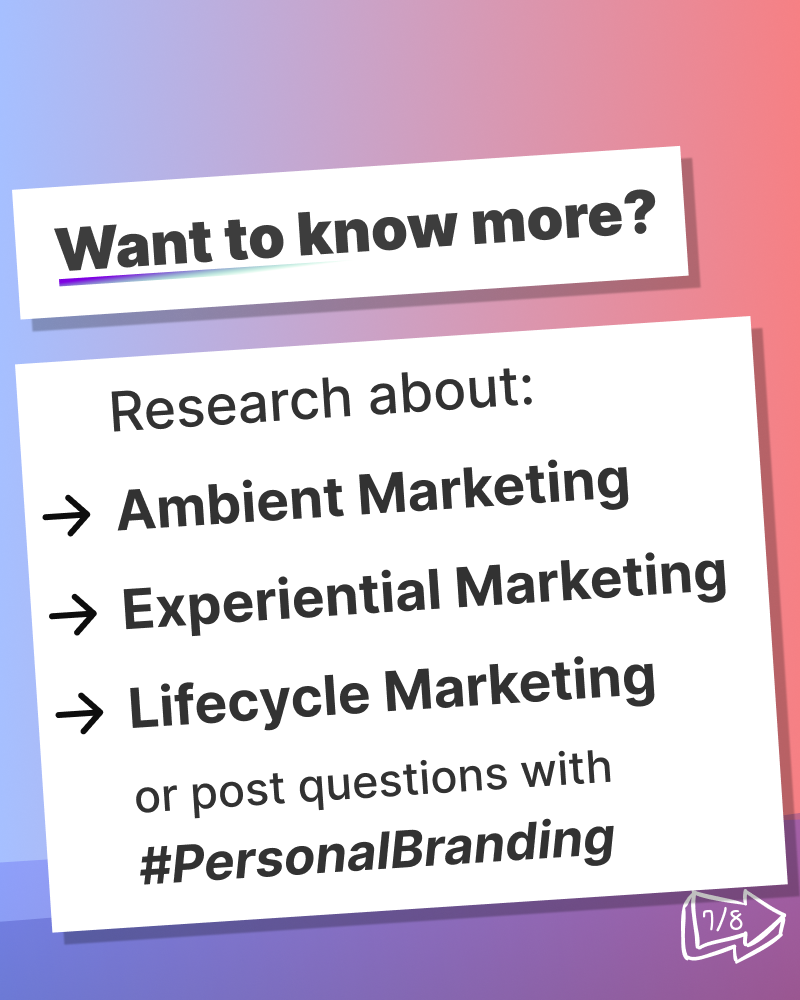 Want to know more?
Research about:
→ Ambient Marketing
→ Experiential Marketing
→ Lifecycle Marketing
or post questions with
#PersonalBranding
7/8